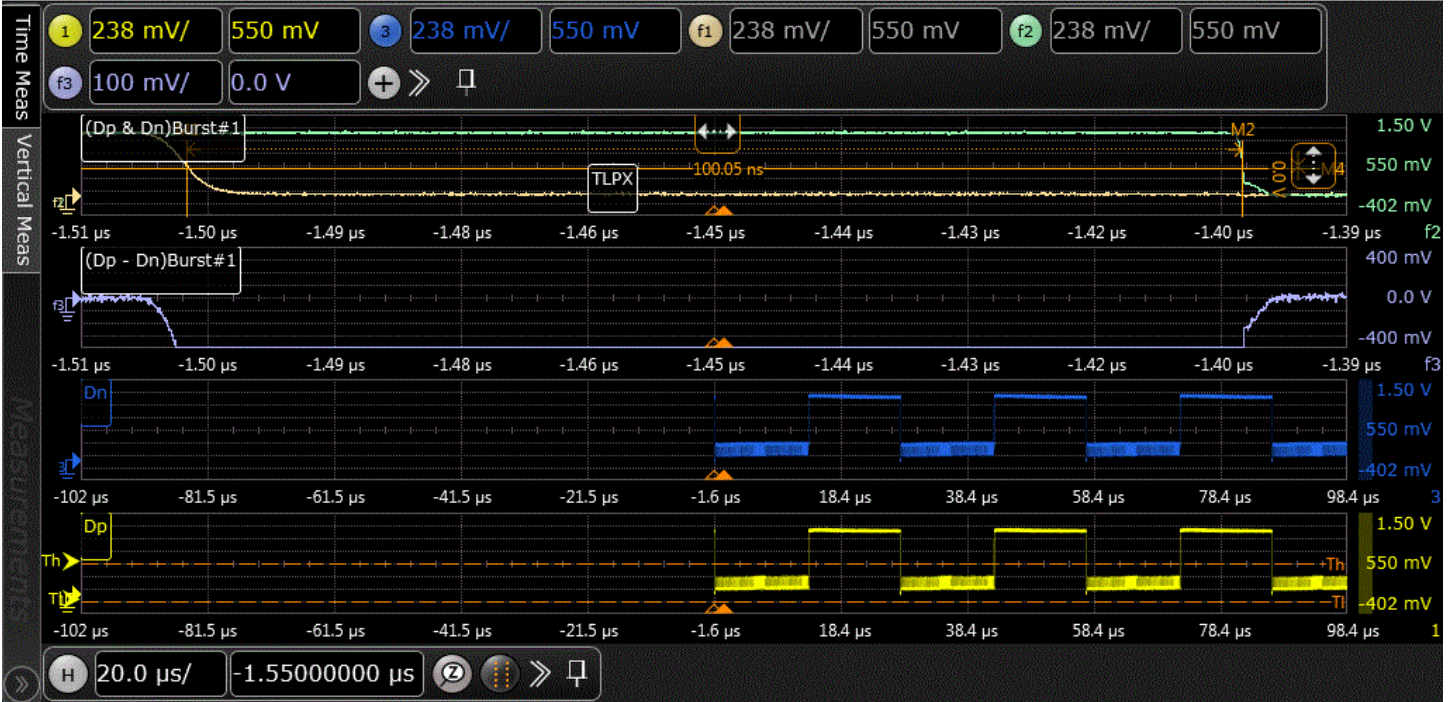 Time Meas
Vertical Meas
Measurements
1 238 mV/ 550 mV 3 238 mV/ 550 mV f1 238 mV/ 550 mV f2 238 mV/ 550 mV
f3 100 mV/ 0.0 V
(Dp & Dn)Burst#1 M2 1.50 V
100.05 ns 0.0 V M4 550 mV
TLPX
f2 -402 mV
-1.51 µs -1.50 µs -1.49 µs -1.48 µs -1.46 µs -1.45 µs -1.44 µs -1.43 µs -1.42 µs -1.40 µs -1.39 µs f2
(Dp - Dn)Burst#1 400 mV
f3 0.0 V
-400 mV
-1.51 µs -1.50 µs -1.49 µs -1.48 µs -1.46 µs -1.45 µs -1.44 µs -1.43 µs -1.42 µs -1.40 µs -1.39 µs f3
Dn 1.50 V
550 mV
3 -402 mV
-102 µs -81.5 µs -61.5 µs -41.5 µs -21.5 µs -1.6 µs 18.4 µs 38.4 µs 58.4 µs 78.4 µs 98.4 µs 3
Dp 1.50 V
Th Th 550 mV
Tl Tl -402 mV
-102 µs -81.5 µs -61.5 µs -41.5 µs -21.5 µs -1.6 µs 18.4 µs 38.4 µs 58.4 µs 78.4 µs 98.4 µs 1
H 20.0 µs/ -1.55000000 µs Z